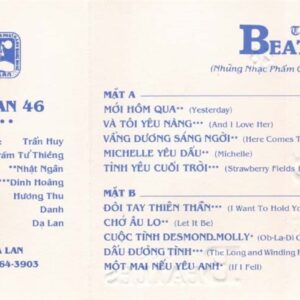 AN 46
• •
: Trần Huy
ầm Tư Thiêng
**Nhật Ngân
***Dinh Hoàng
Hương Thu
Danh
Dạ Lan
LAN
64-3903
BEAT
(Những Nhạc Phẩm
MẶT A
MỚI HÔM QUA** (Yesterday)
VÀ TÔI YÊU NÀNG*** (And I Love Her)
VẦNG DƯƠNG SÁNG NGỜI** (Here Comes T
MICHELLE YÊU DẤU** (Michelle)
TÌNH YÊU CUỐI TRỜI*** (Strawberry Fields
MẶT B
ĐÔI TAY THIÊN THẦN*** (I Want To Hold You
CHỚ ÂU LO** (Let It Be)
CUỘC TÌNH DESMOND.MOLLY (Ob-La-Di
DẤU ĐƯỜNG TÌNH*** (The Long and Winding
MỘT MAI NẾU YÊU ANH* (If I Fell)